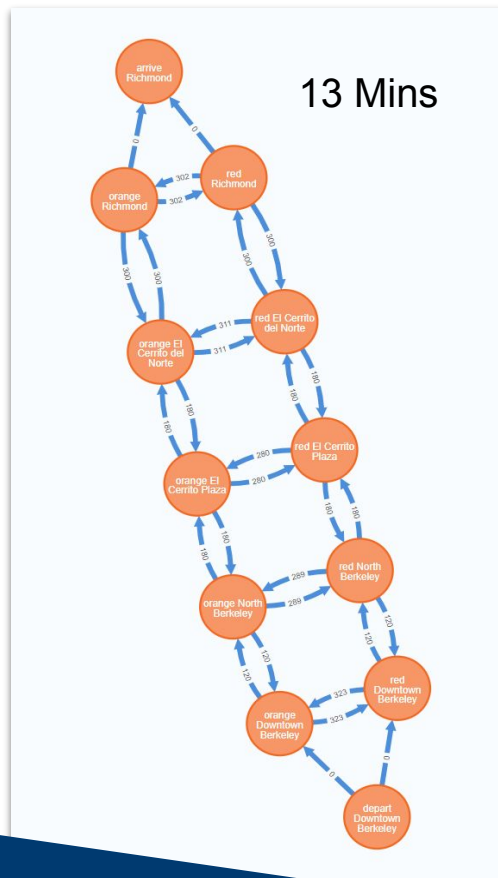 arrive
Richmond
13 Mins
0
0
red
Richmond
orange
Richmond
302
302
300
300
300
300
red El Cerrito
del Norte
311
orange El
Cerrito del
Norte
311
180
180
180
180
red El Cerrito
Plaza
280
orange El
Cerrito Plaza
280
180
180
180
180
red North
Berkeley
289
orange North
Berkeley
289
120
120
120
120
red
Downtown
Berkeley
323
orange
Downtown
Berkeley
323
0
0
depart
Downtown
Berkeley